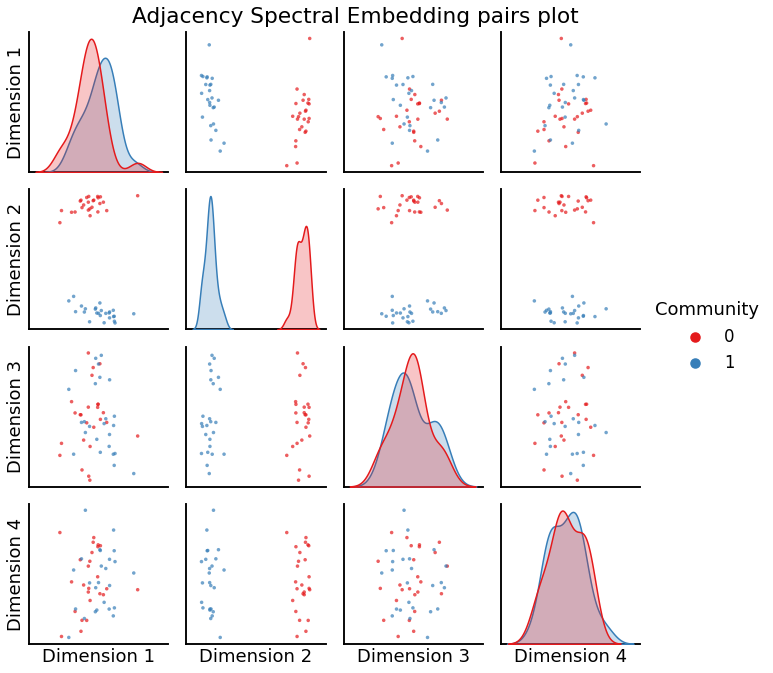 Adjacency Spectral Embedding pairs plot
Dimension 1
Dimension 2
Dimension 3
Dimension 4
Community
0
1
Dimension 1
Dimension 2
Dimension 3
Dimension 4